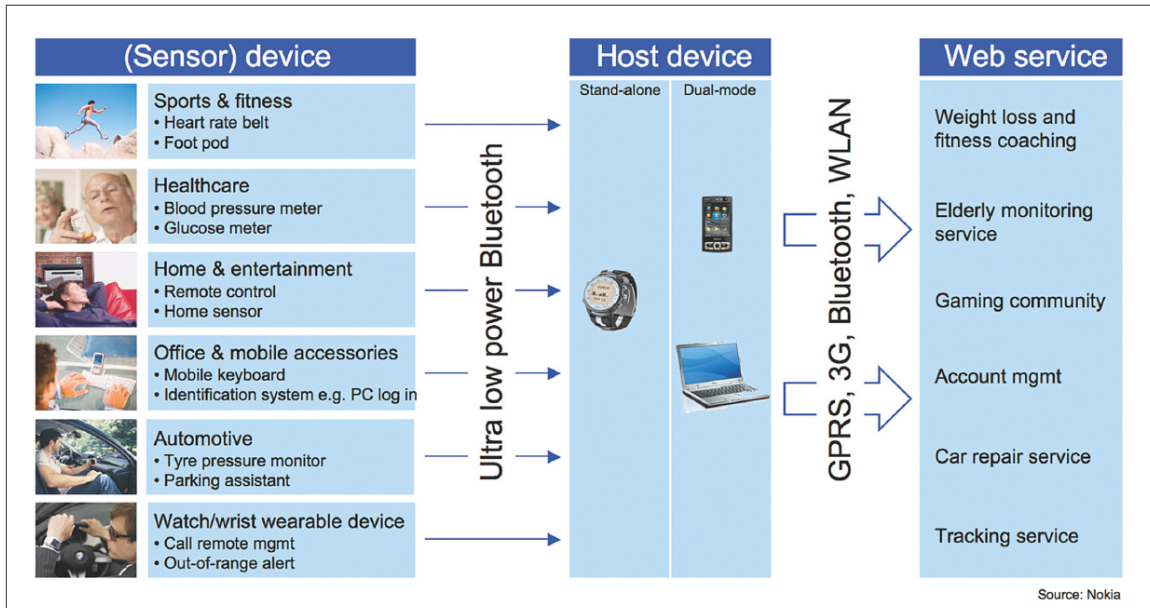 (Sensor) device
Sports & fitness
• Heart rate belt
• Foot pod
Healthcare
• Blood pressure meter
• Glucose meter
Home & entertainment
• Remote control
• Home sensor
Office & mobile accessories
• Mobile keyboard
• Identification system e.g. PC log in
Automotive
• Tyre pressure monitor
• Parking assistant
Watch/wrist wearable device
• Call remote mgmt
• Out-of-range alert
Ultra low power Bluetooth
Host device
Stand-alone
Dual-mode
GPRS, 3G, Bluetooth, WLAN
Web service
Weight loss and
fitness coaching
Elderly monitoring
service
Gaming community
Account mgmt
Car repair service
Tracking service
Source: Nokia